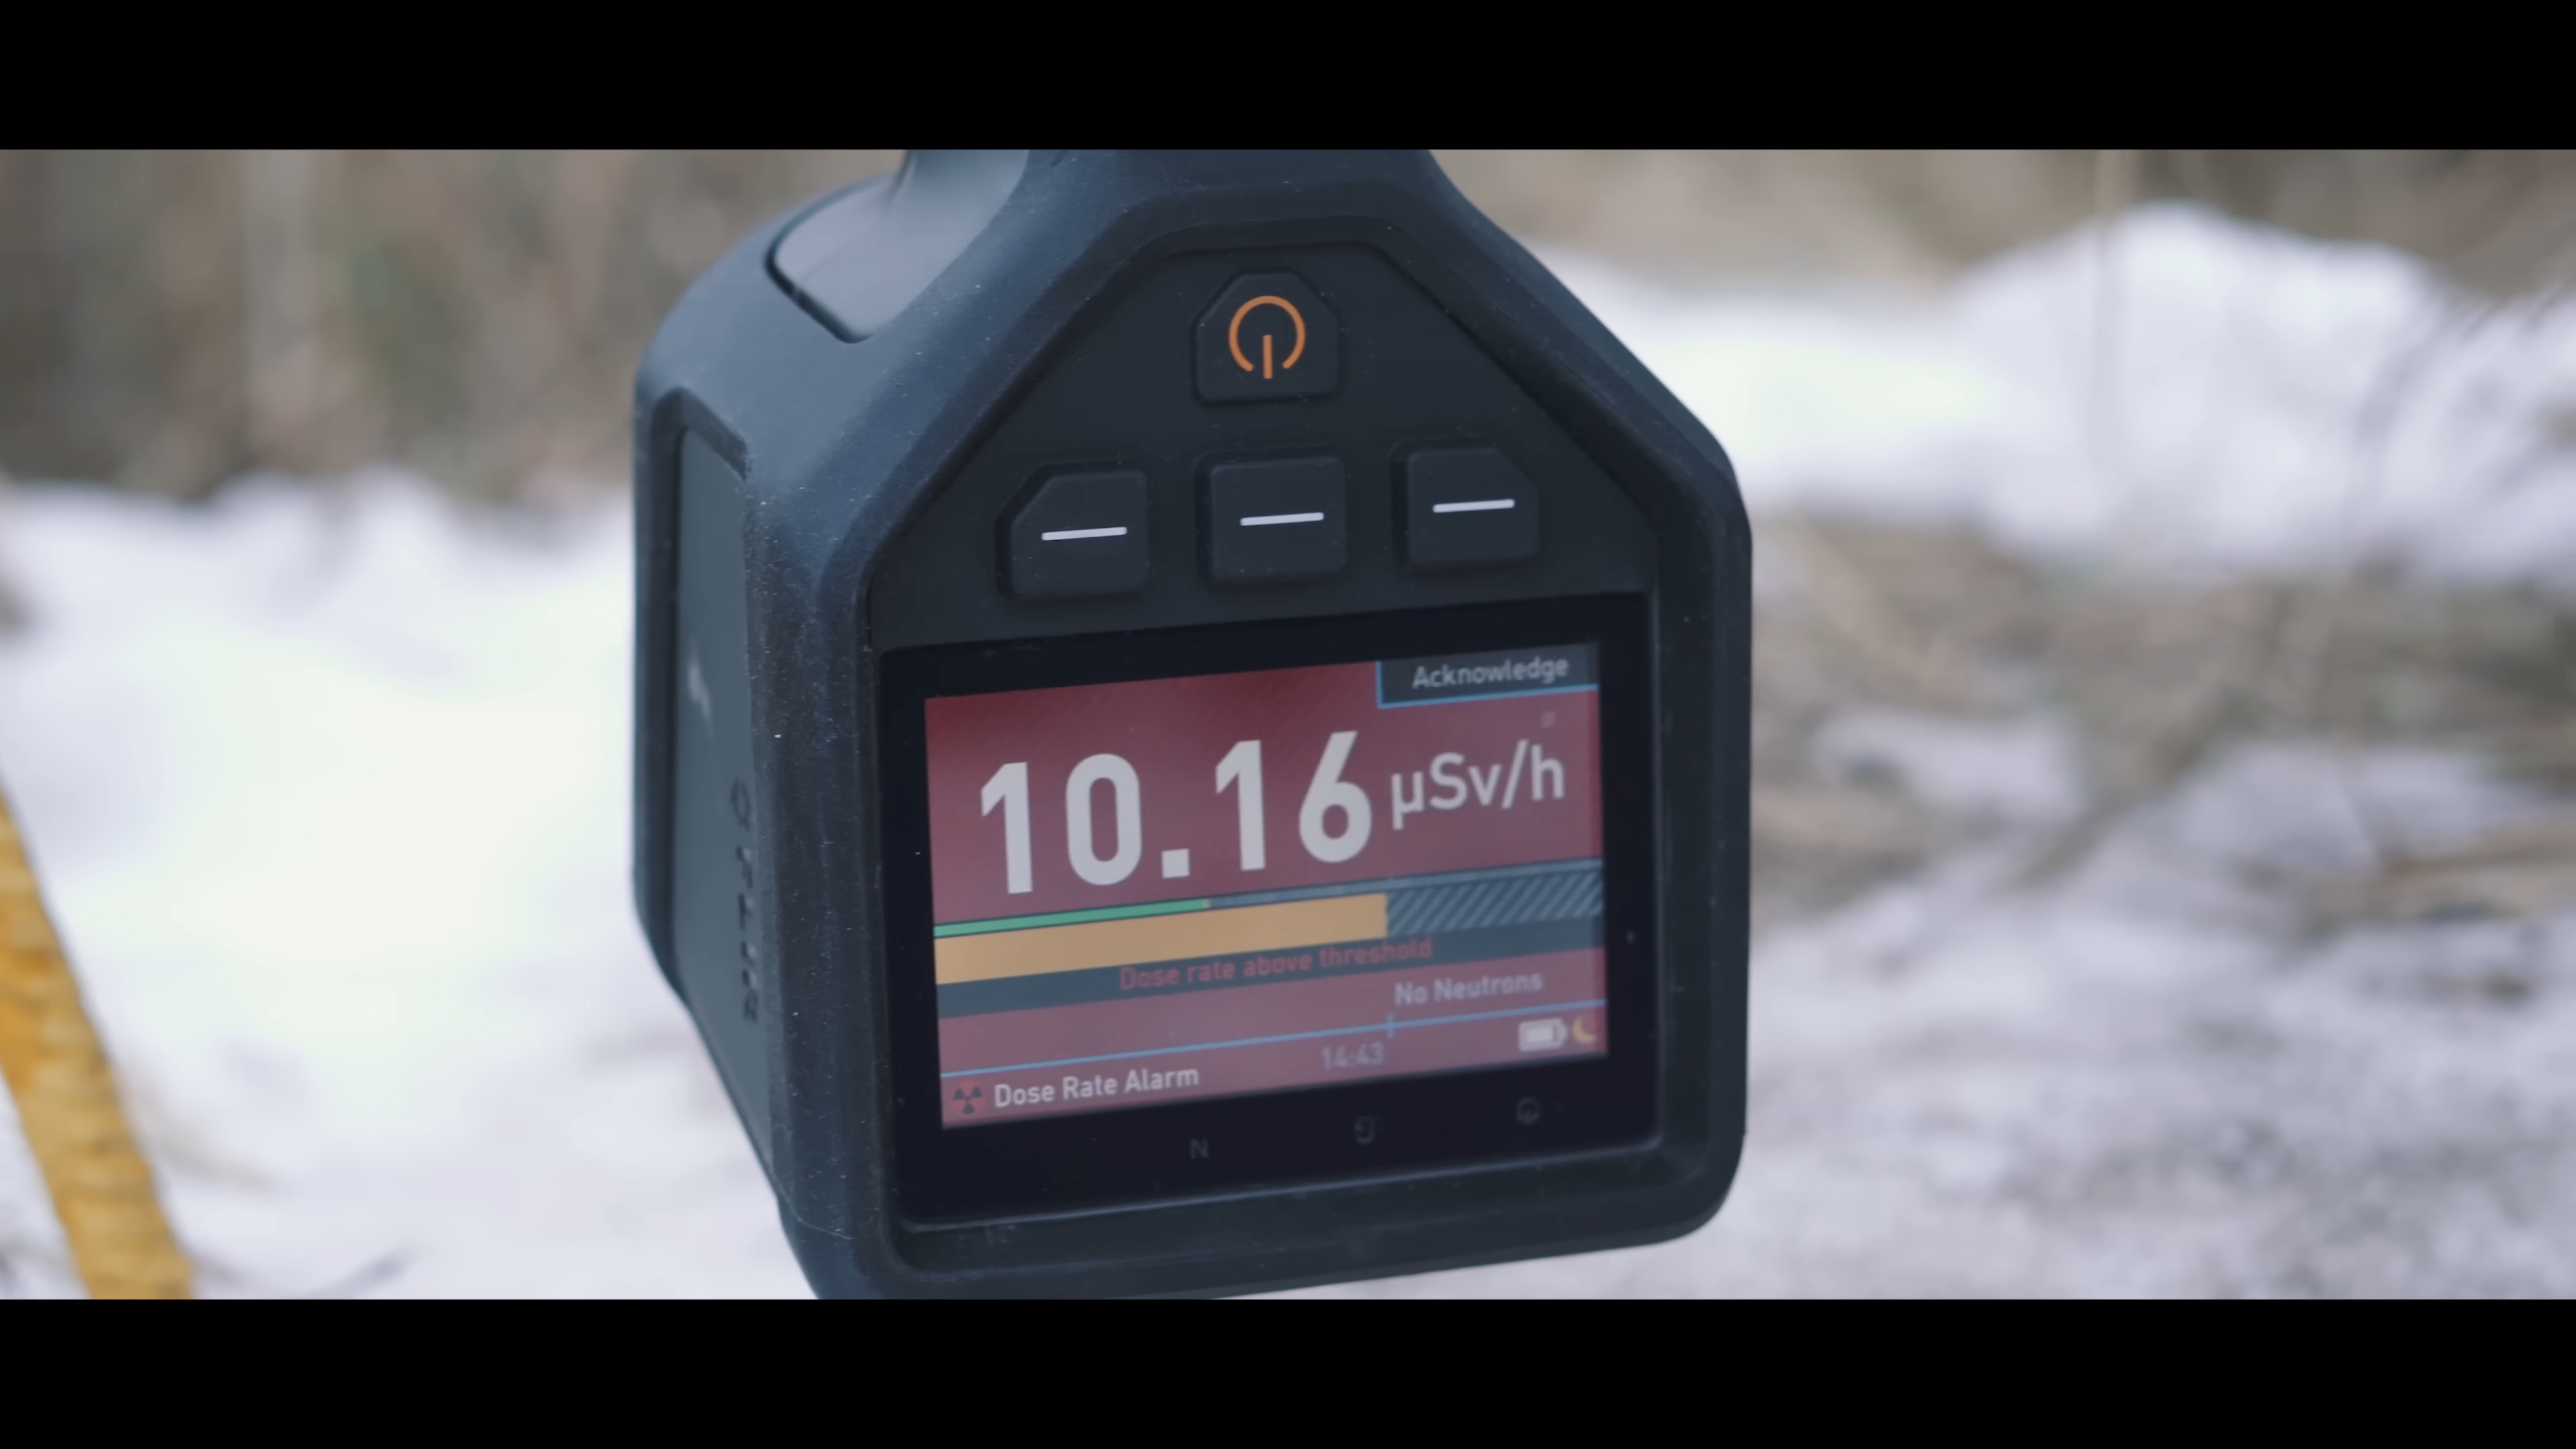 Acknowledge
10.16 µSv/h
Dose rate above threshold
No Neutrons
14:43
Dose Rate Alarm
N